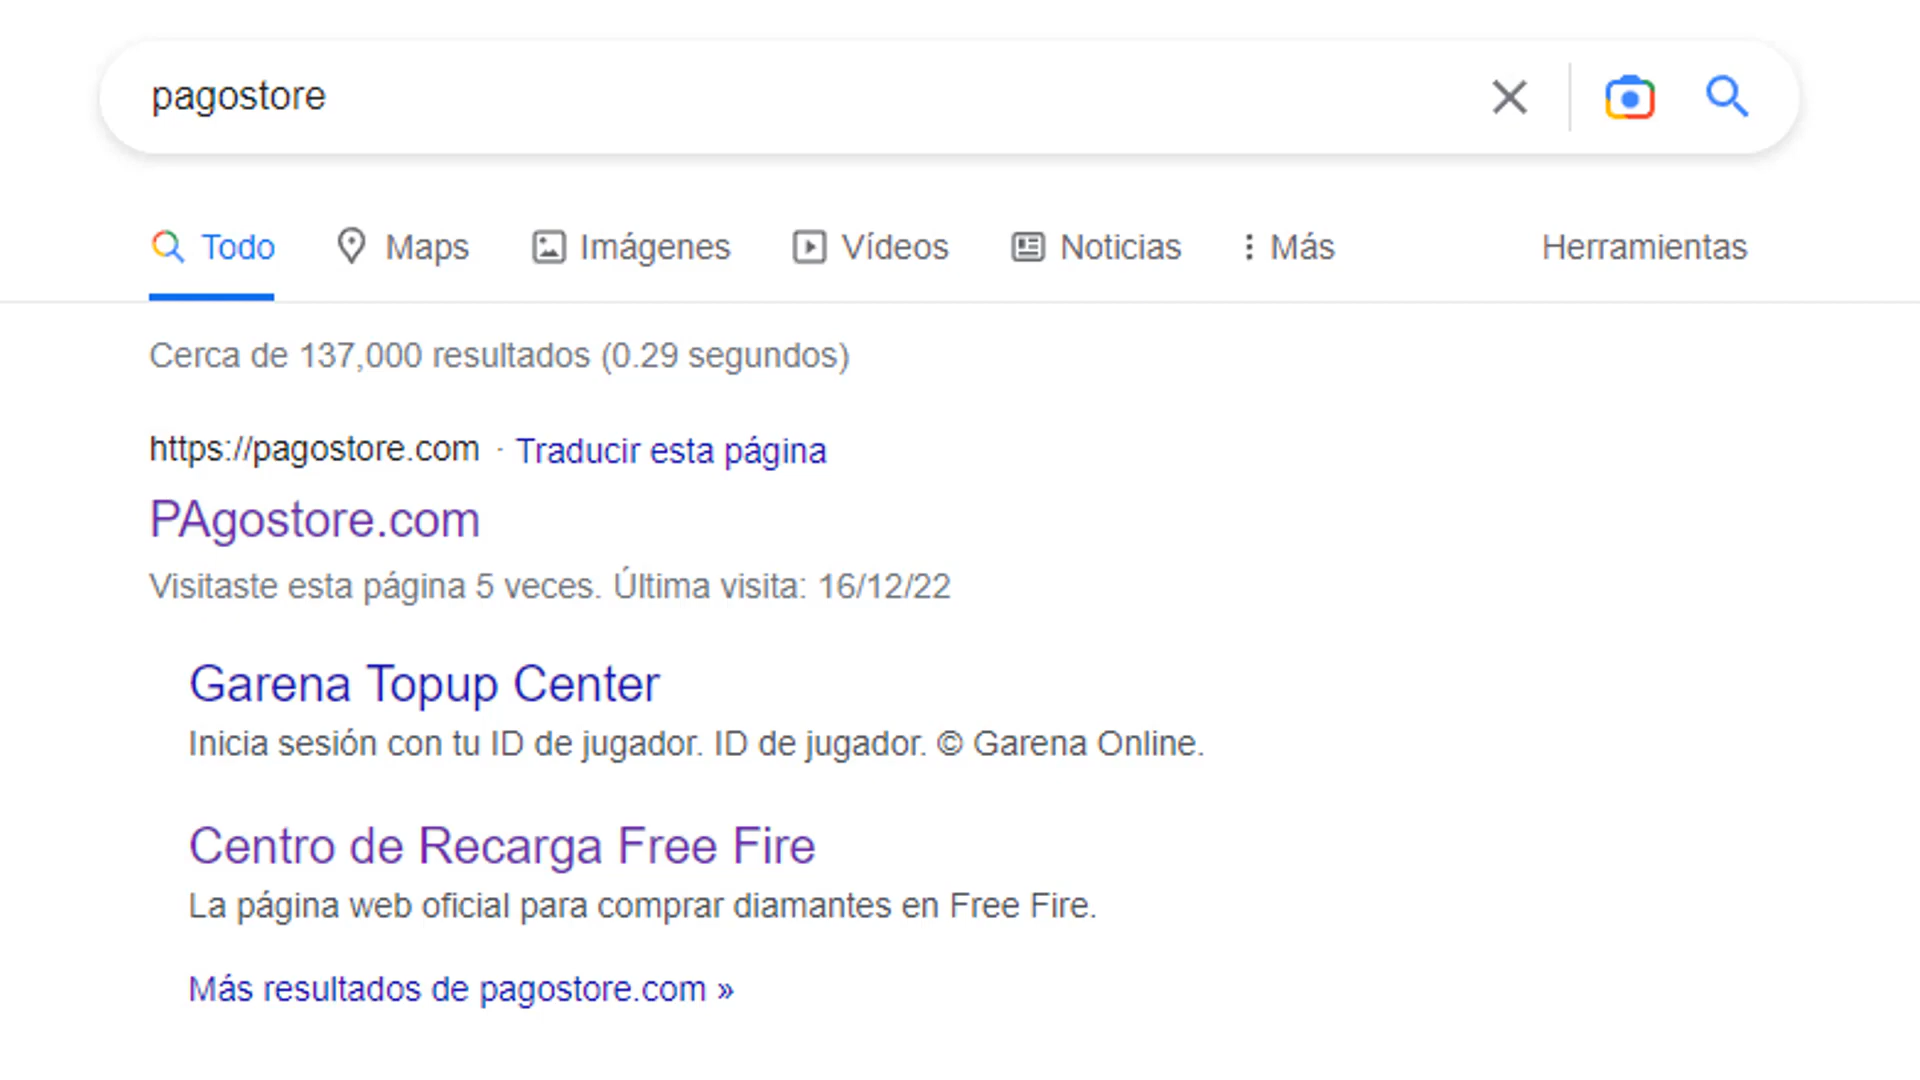 pagostore
Todo Maps Imágenes Vídeos Noticias Más Herramientas
Cerca de 137,000 resultados (0.29 segundos)
https://pagostore.com · Traducir esta página
PAgostore.com
Visitaste esta página 5 veces. Última visita: 16/12/22
Garena Topup Center
Inicia sesión con tu ID de jugador. ID de jugador. © Garena Online.
Centro de Recarga Free Fire
La página web oficial para comprar diamantes en Free Fire.
Más resultados de pagostore.com »